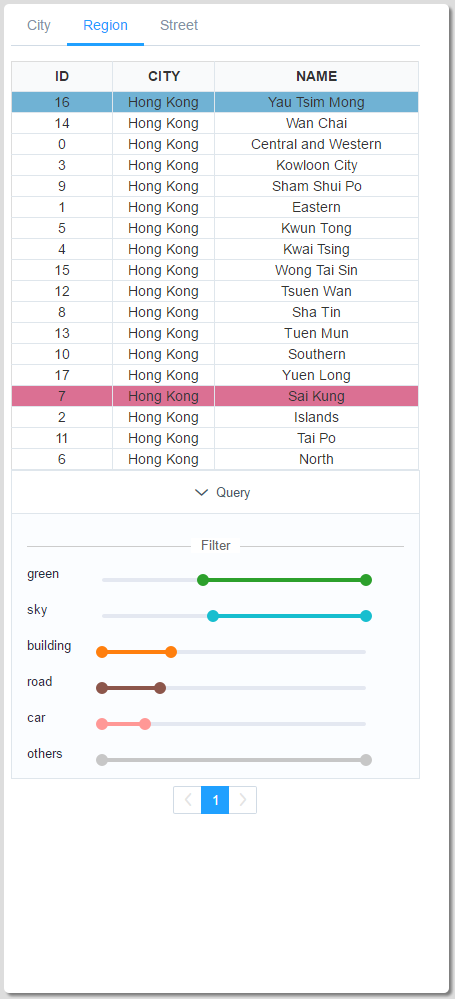 City Region Street
ID CITY NAME
16 Hong Kong Yau Tsim Mong
14 Hong Kong Wan Chai
0 Hong Kong Central and Western
3 Hong Kong Kowloon City
9 Hong Kong Sham Shui Po
1 Hong Kong Eastern
5 Hong Kong Kwun Tong
4 Hong Kong Kwai Tsing
15 Hong Kong Wong Tai Sin
12 Hong Kong Tsuen Wan
8 Hong Kong Sha Tin
13 Hong Kong Tuen Mun
10 Hong Kong Southern
17 Hong Kong Yuen Long
7 Hong Kong Sai Kung
2 Hong Kong Islands
11 Hong Kong Tai Po
6 Hong Kong North
Query
Filter
green
sky
building
road
car
others
1